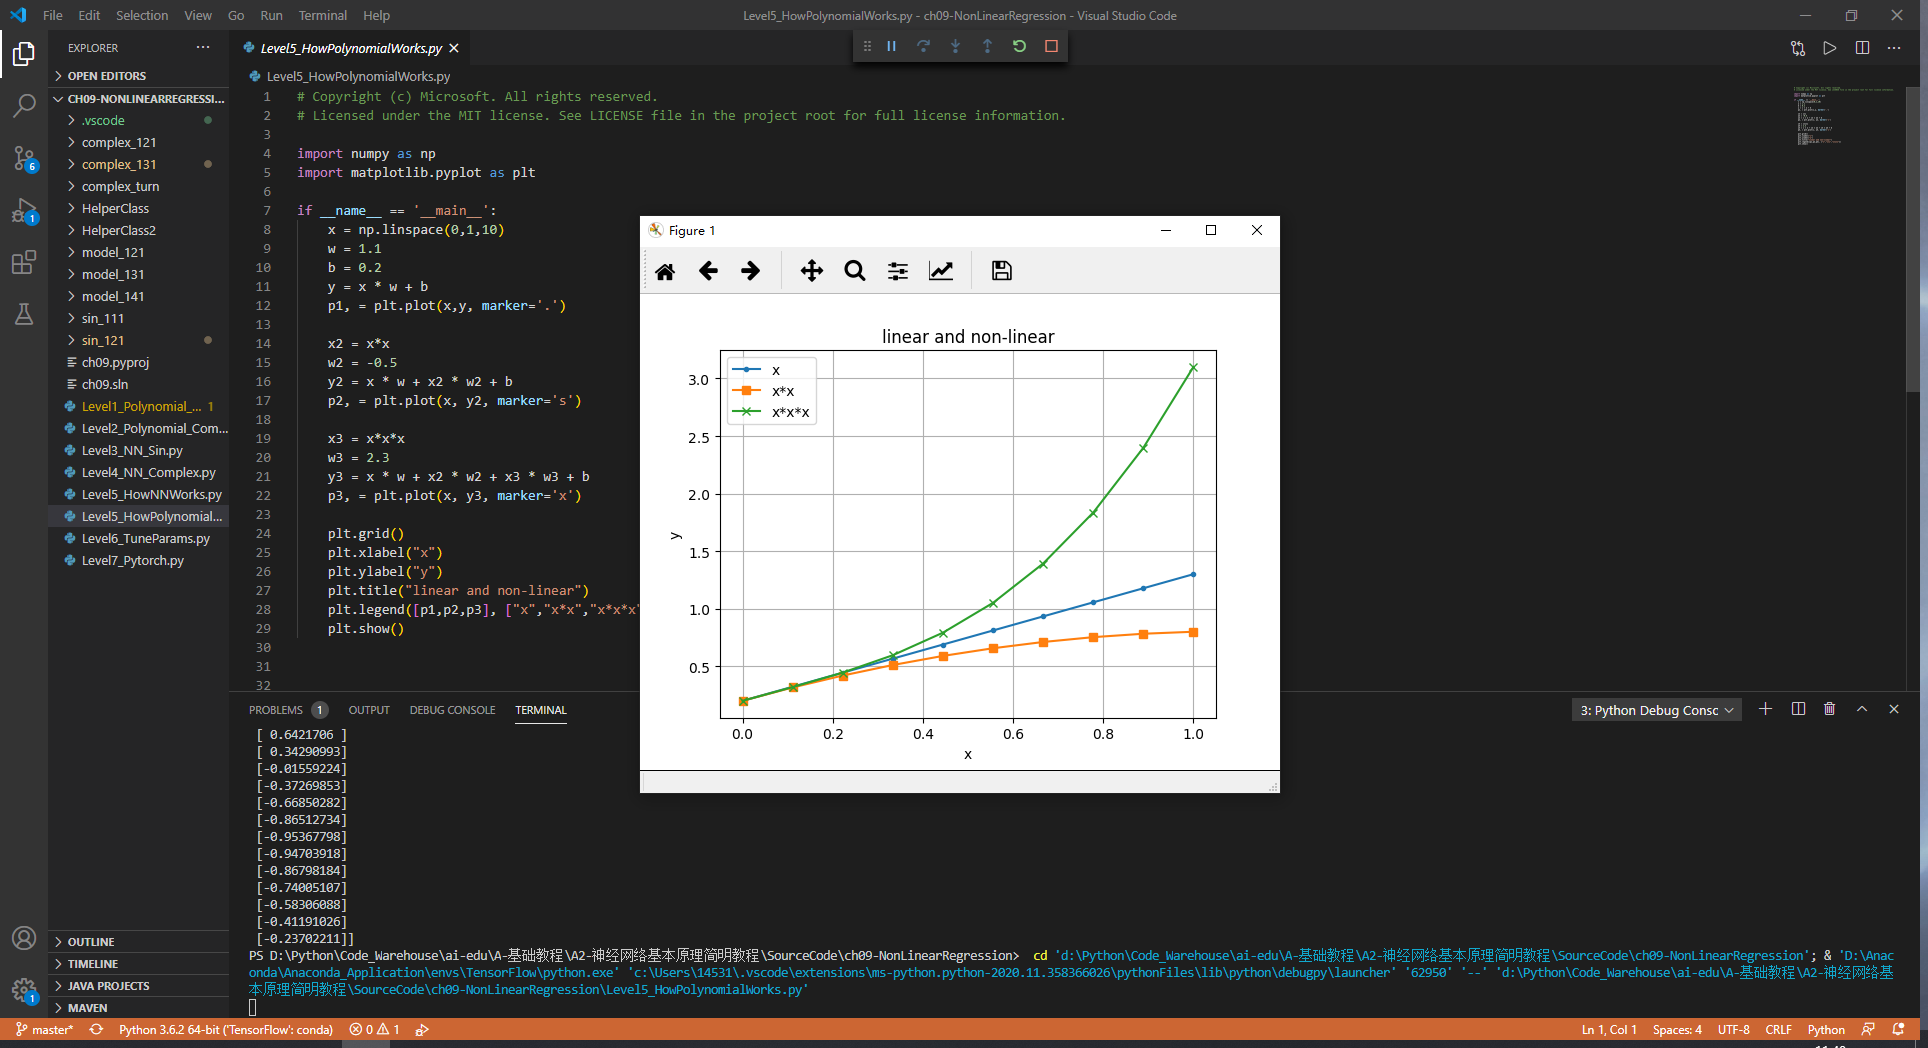 File Edit Selection View Go Run Terminal Help
Level5_HowPolynomialWorks.py - ch09-NonLinearRegression - Visual Studio Code
EXPLORER
OPEN EDITORS
CH09-NONLINEARREGRESSI...
.vscode
complex_121
complex_131
complex_turn
HelperClass
HelperClass2
model_121
model_131
model_141
sin_111
sin_121
ch09.pyproj
ch09.sln
Level1_Polynomial_... 1
Level2_Polynomial_Com...
Level3_NN_Sin.py
Level4_NN_Complex.py
Level5_HowNNWorks.py
Level5_HowPolynomial...
Level6_TuneParams.py
Level7_Pytorch.py
OUTLINE
TIMELINE
JAVA PROJECTS
MAVEN
6
1
1
Level5_HowPolynomialWorks.py
Level5_HowPolynomialWorks.py
1 # Copyright (c) Microsoft. All rights reserved.
2 # Licensed under the MIT license. See LICENSE file in the project root for full license information.
3
4 import numpy as np
5 import matplotlib.pyplot as plt
6
7 if __name__ == '__main__':
8 x = np.linspace(0,1,10)
9 w = 1.1
10 b = 0.2
11 y = x * w + b
12 p1, = plt.plot(x,y, marker='.')
13
14 x2 = x*x
15 w2 = -0.5
16 y2 = x * w + x2 * w2 + b
17 p2, = plt.plot(x, y2, marker='s')
18
19 x3 = x*x*x
20 w3 = 2.3
21 y3 = x * w + x2 * w2 + x3 * w3 + b
22 p3, = plt.plot(x, y3, marker='x')
23
24 plt.grid()
25 plt.xlabel("x")
26 plt.ylabel("y")
27 plt.title("linear and non-linear")
28 plt.legend([p1,p2,p3], ["x","x*x","x*x*x"
29 plt.show()
30
31
32
Figure 1
linear and non-linear
x
x*x
x*x*x
3.0
2.5
2.0
1.5
1.0
0.5
y
0.0 0.2 0.4 0.6 0.8 1.0
x
PROBLEMS 1 OUTPUT DEBUG CONSOLE TERMINAL
3: Python Debug Consc
[ 0.6421706 ]
[ 0.34290993]
[-0.01559224]
[-0.37269853]
[-0.66850282]
[-0.86512734]
[-0.95367798]
[-0.94703918]
[-0.86798184]
[-0.74005107]
[-0.58306088]
[-0.41191026]
[-0.23702211]]
PS D:\Python\Code_Warehouse\ai-edu\A-基础教程\A2-神经网络基本原理简明教程\SourceCode\ch09-NonLinearRegression> cd 'd:\Python\Code_Warehouse\ai-edu\A-基础教程\A2-神经网络基本原理简明教程\SourceCode\ch09-NonLinearRegression'; & 'D:\Anac
onda\Anaconda_Application\envs\TensorFlow\python.exe' 'c:\Users\14531\.vscode\extensions\ms-python.python-2020.11.358366026\pythonFiles\lib\python\debugpy\launcher' '62950' '--' 'd:\Python\Code_Warehouse\ai-edu\A-基础教程\A2-神经网络基
本原理简明教程\SourceCode\ch09-NonLinearRegression\Level5_HowPolynomialWorks.py'
master* Python 3.6.2 64-bit ('TensorFlow': conda) 0 1
Ln 1, Col 1 Spaces: 4 UTF-8 CRLF Python